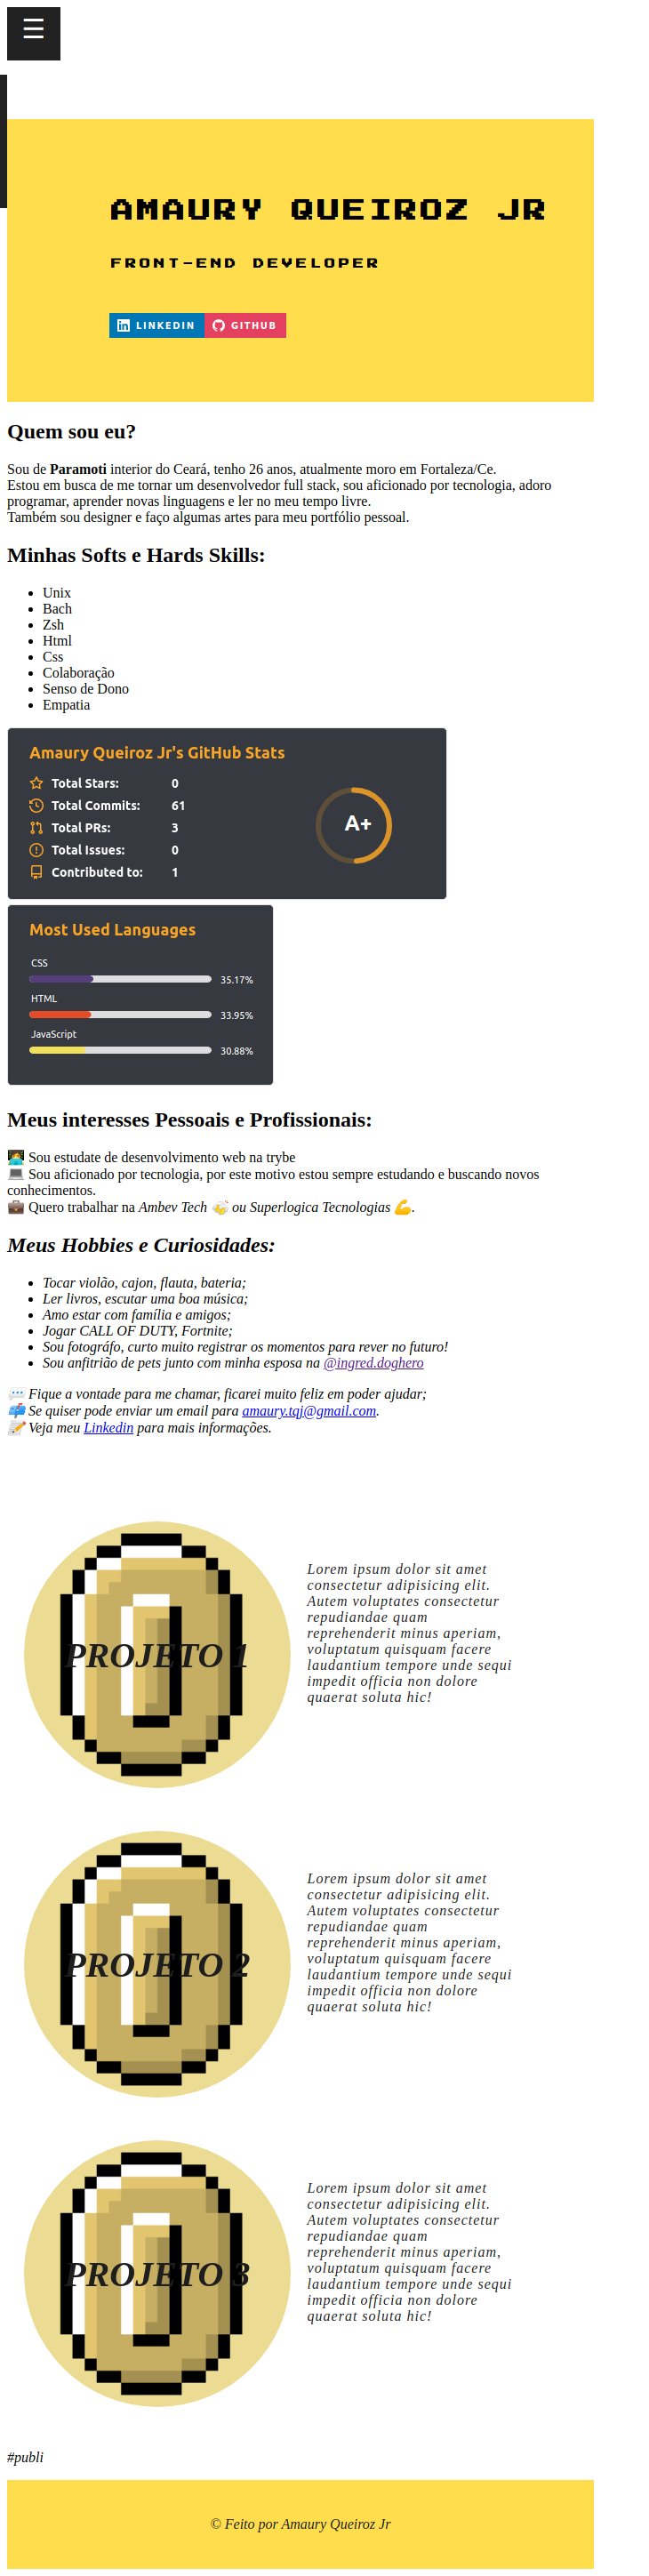 ☰
AMAURY QUEIROZ JR
FRONT-END DEVELOPER
LINKEDIN GITHUB
Quem sou eu?
Sou de Paramoti interior do Ceará, tenho 26 anos, atualmente moro em Fortaleza/Ce.
Estou em busca de me tornar um desenvolvedor full stack, sou aficionado por tecnologia, adoro
programar, aprender novas linguagens e ler no meu tempo livre.
Também sou designer e faço algumas artes para meu portfólio pessoal.
Minhas Softs e Hards Skills:
• Unix
• Bach
• Zsh
• Html
• Css
• Colaboração
• Senso de Dono
• Empatia
Amaury Queiroz Jr's GitHub Stats
Total Stars: 0
Total Commits: 61
Total PRs: 3
Total Issues: 0
Contributed to: 1
A+
Most Used Languages
CSS
35.17%
HTML
33.95%
JavaScript
30.88%
Meus interesses Pessoais e Profissionais:
👩‍💻 Sou estudate de desenvolvimento web na trybe
💻 Sou aficionado por tecnologia, por este motivo estou sempre estudando e buscando novos
conhecimentos.
💼 Quero trabalhar na Ambev Tech 🍻 ou Superlogica Tecnologias 💪.
Meus Hobbies e Curiosidades:
• Tocar violão, cajon, flauta, bateria;
• Ler livros, escutar uma boa música;
• Amo estar com família e amigos;
• Jogar CALL OF DUTY, Fortnite;
• Sou fotográfo, curto muito registrar os momentos para rever no futuro!
• Sou anfitrião de pets junto com minha esposa na @ingred.doghero
💬 Fique a vontade para me chamar, ficarei muito feliz em poder ajudar;
📫 Se quiser pode enviar um email para amaury.tqj@gmail.com.
📝 Veja meu Linkedin para mais informações.
PROJETO 1
Lorem ipsum dolor sit amet
consectetur adipisicing elit.
Autem voluptates consectetur
repudiandae quam
reprehenderit minus aperiam,
voluptatum quisquam facere
laudantium tempore unde sequi
impedit officia non dolore
quaerat soluta hic!
PROJETO 2
Lorem ipsum dolor sit amet
consectetur adipisicing elit.
Autem voluptates consectetur
repudiandae quam
reprehenderit minus aperiam,
voluptatum quisquam facere
laudantium tempore unde sequi
impedit officia non dolore
quaerat soluta hic!
PROJETO 3
Lorem ipsum dolor sit amet
consectetur adipisicing elit.
Autem voluptates consectetur
repudiandae quam
reprehenderit minus aperiam,
voluptatum quisquam facere
laudantium tempore unde sequi
impedit officia non dolore
quaerat soluta hic!
#publi
© Feito por Amaury Queiroz Jr